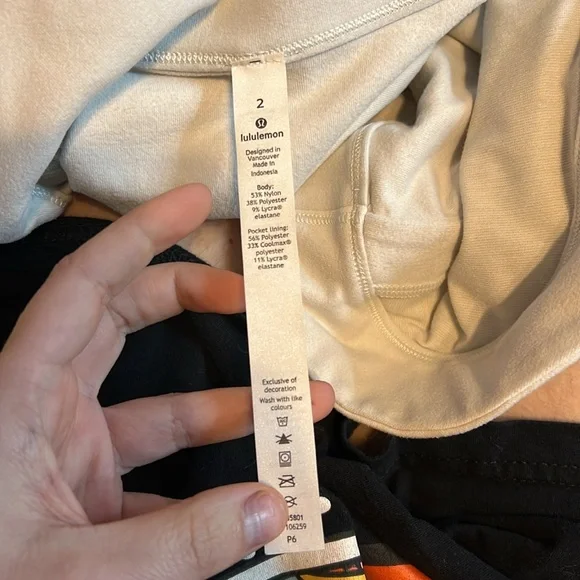 2
lululemon
Designed in
Vancouver
Made in
Indonesia
Body:
53% Nylon
38% Polyester
9% Lycra®
elastane
Pocket lining:
56% Polyester
33% Coolmax®
polyester
11% Lycra®
elastane
Exclusive of
decoration
Wash with like
colours
106259
P6